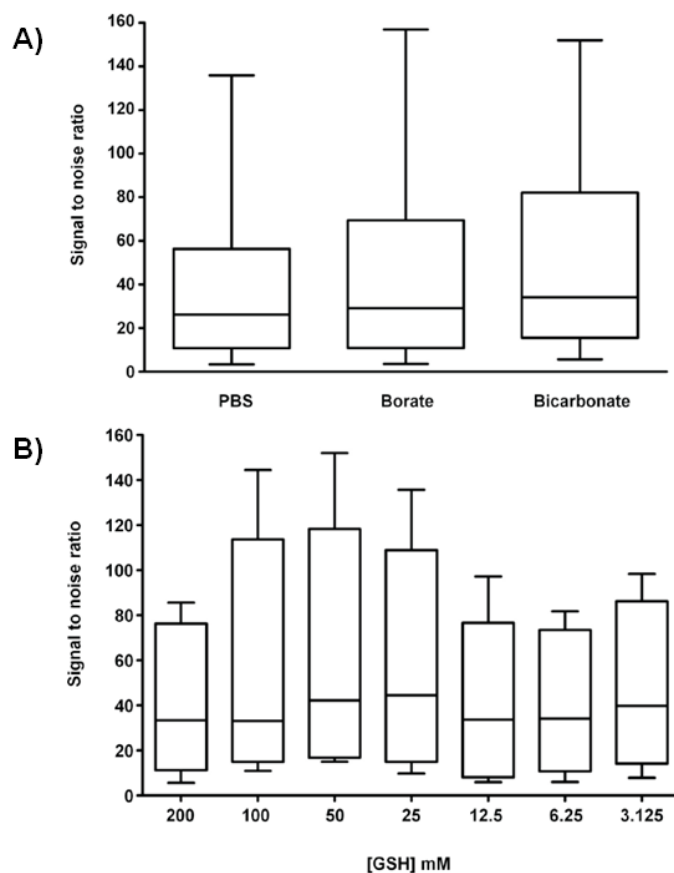 A)
Signal to noise ratio
160
140
120
100
80
60
40
20
0
PBS Borate Bicarbonate
B)
Signal to noise ratio
160
140
120
100
80
60
40
20
0
200 100 50 25 12.5 6.25 3.125
[GSH] mM